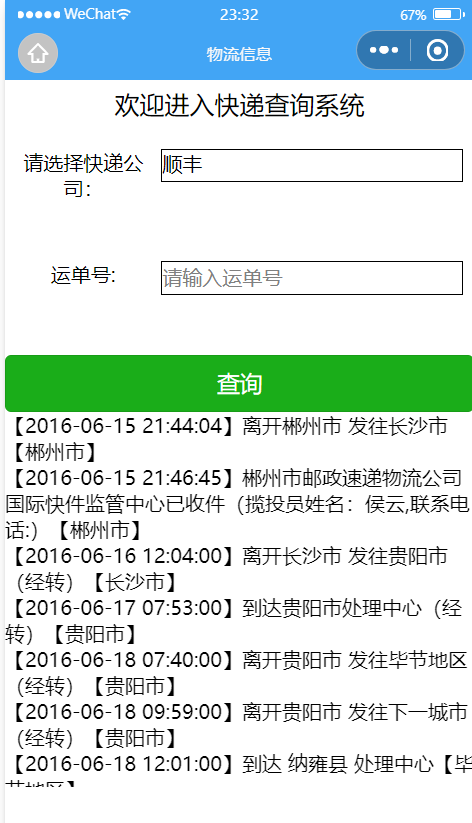 WeChat 23:32 67%
物流信息
欢迎进入快递查询系统
请选择快递公
司：
顺丰
运单号:
请输入运单号
查询
【2016-06-15 21:44:04】离开郴州市 发往长沙市
【郴州市】
【2016-06-15 21:46:45】郴州市邮政速递物流公司
国际快件监管中心已收件（揽投员姓名：侯云,联系电
话:）【郴州市】
【2016-06-16 12:04:00】离开长沙市 发往贵阳市
（经转）【长沙市】
【2016-06-17 07:53:00】到达贵阳市处理中心（经
转）【贵阳市】
【2016-06-18 07:40:00】离开贵阳市 发往毕节地区
（经转）【贵阳市】
【2016-06-18 09:59:00】离开贵阳市 发往下一城市
（经转）【贵阳市】
【2016-06-18 12:01:00】到达 纳雍县 处理中心【毕
节地区】